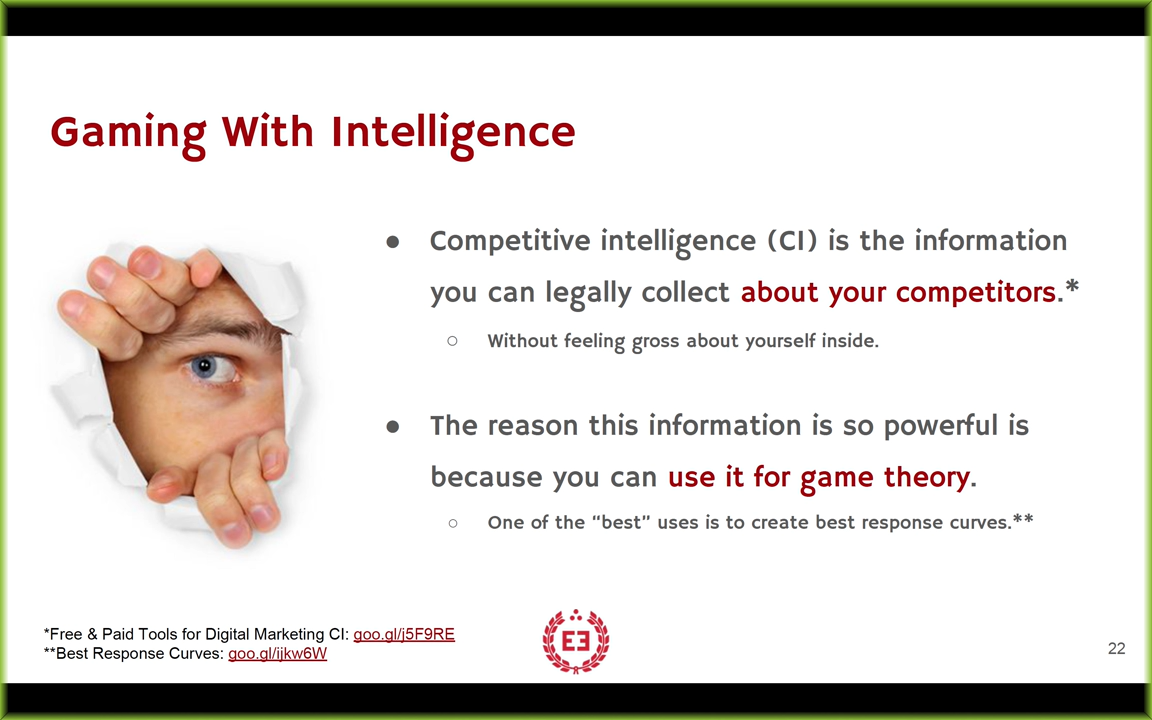 Gaming With Intelligence
● Competitive intelligence (CI) is the information
you can legally collect about your competitors.*
○ Without feeling gross about yourself inside.
● The reason this information is so powerful is
because you can use it for game theory.
○ One of the “best” uses is to create best response curves.**
*Free & Paid Tools for Digital Marketing CI: goo.gl/j5F9RE
**Best Response Curves: goo.gl/ijkw6W
EE
22